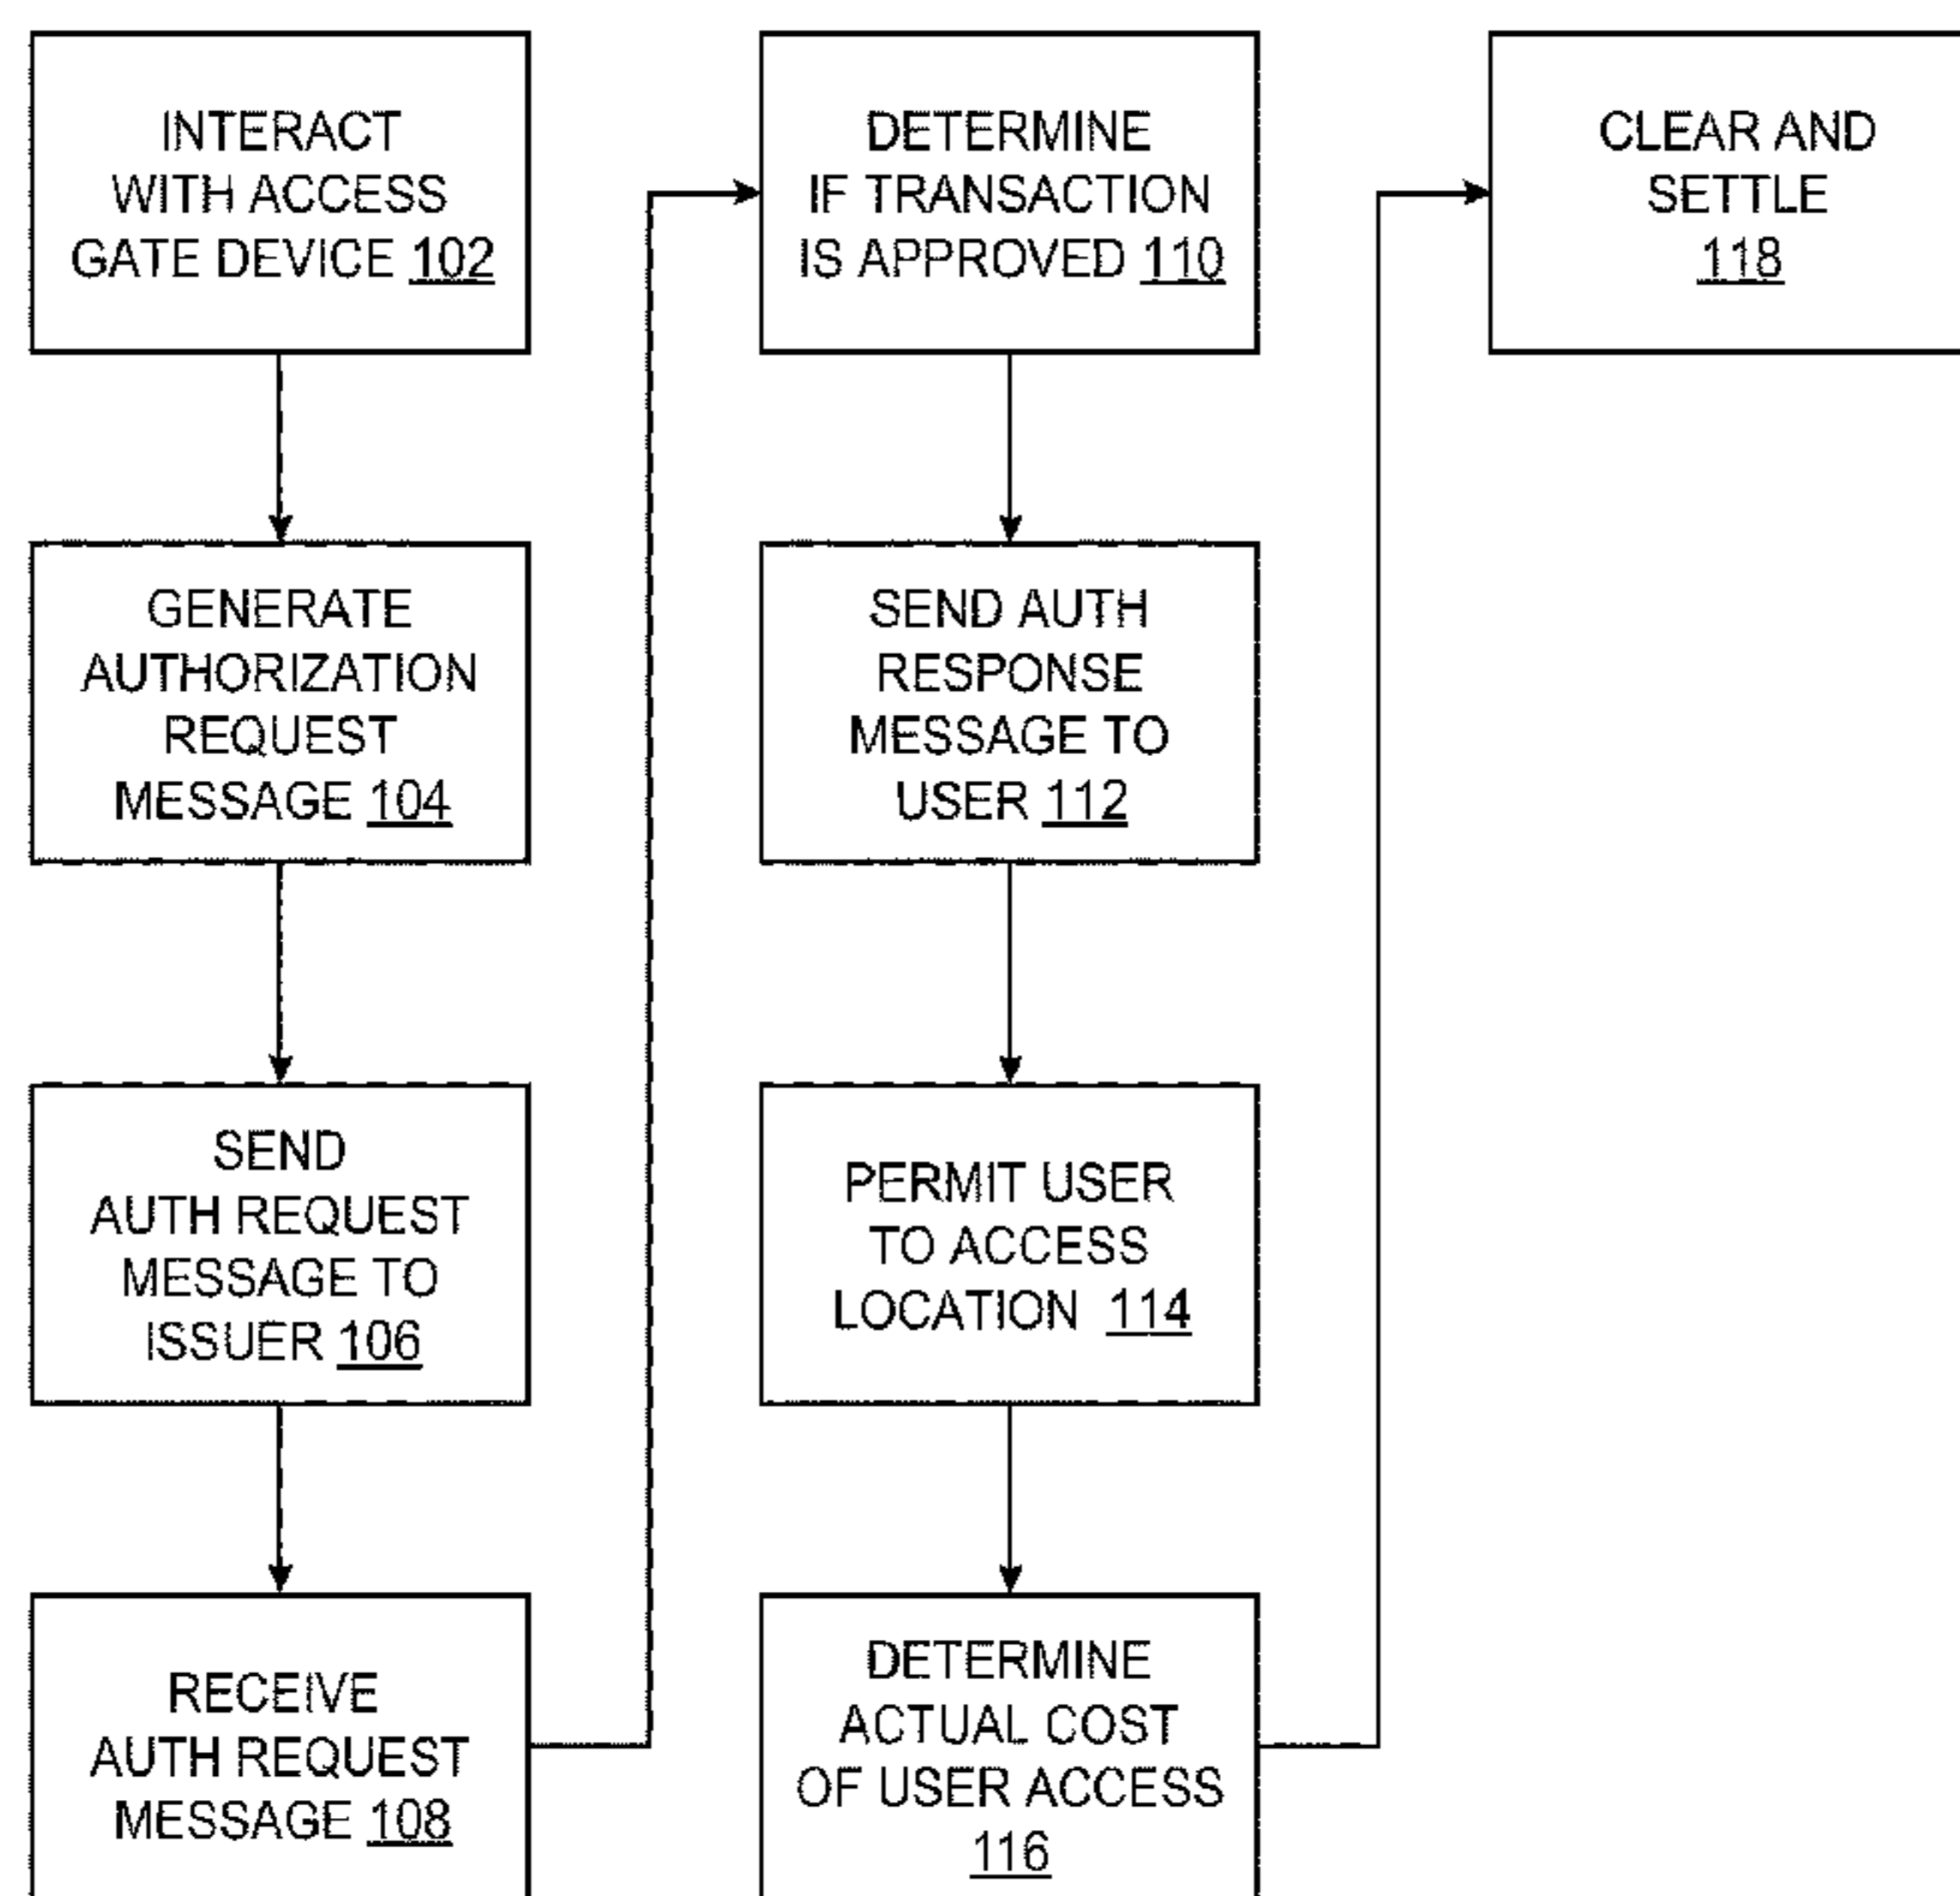 INTERACT
WITH ACCESS
GATE DEVICE 102
GENERATE
AUTHORIZATION
REQUEST
MESSAGE 104
SEND
AUTH REQUEST
MESSAGE TO
ISSUER 106
RECEIVE
AUTH REQUEST
MESSAGE 108
DETERMINE
IF TRANSACTION
IS APPROVED 110
SEND AUTH
RESPONSE
MESSAGE TO
USER 112
PERMIT USER
TO ACCESS
LOCATION 114
DETERMINE
ACTUAL COST
OF USER ACCESS
116
CLEAR AND
SETTLE
118